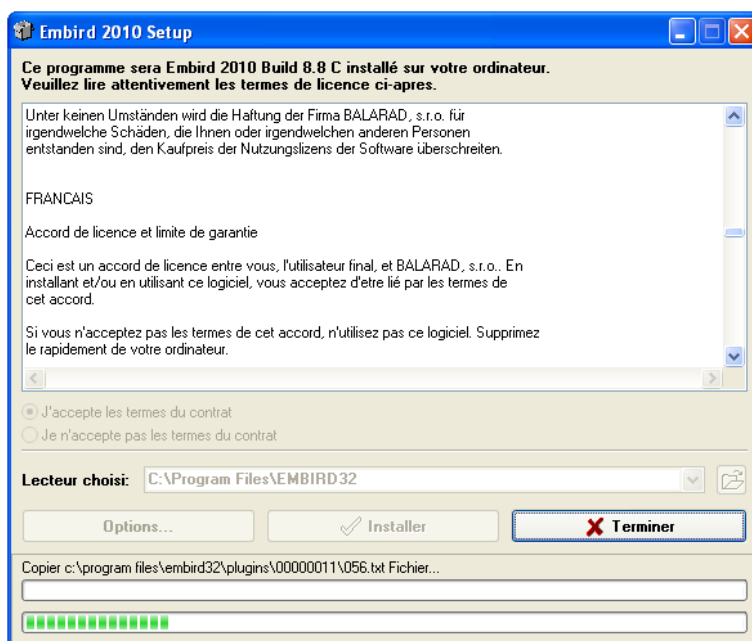 Embird 2010 Setup
Ce programme sera Embird 2010 Build 8.8 C installé sur votre ordinateur.
Veuillez lire attentivement les termes de licence ci-apres.
Unter keinen Umständen wird die Haftung der Firma BALARAD, s.r.o. für
irgendwelche Schäden, die Ihnen oder irgendwelchen anderen Personen
entstanden sind, den Kaufpreis der Nutzungslizens der Software überschreiten.
FRANCAIS
Accord de licence et limite de garantie
Ceci est un accord de licence entre vous, l'utilisateur final, et BALARAD, s.r.o.. En
installant et/ou en utilisant ce logiciel, vous acceptez d'etre lié par les termes de
cet accord.
Si vous n'acceptez pas les termes de cet accord, n'utilisez pas ce logiciel. Supprimez
le rapidement de votre ordinateur.
J'accepte les termes du contrat
Je n'accepte pas les termes du contrat
Lecteur choisi: C:\Program Files\EMBIRD32
Options... Installer Terminer
Copier c:\program files\embird32\plugins\00000011\056.txt Fichier...